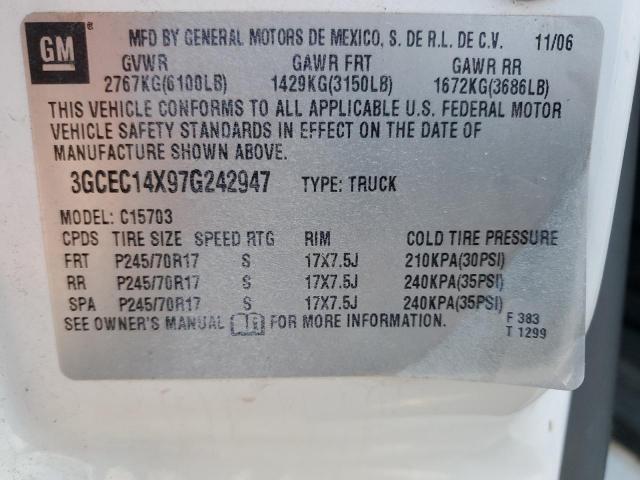 GM
MFD BY GENERAL MOTORS DE MEXICO, S. DE R.L. DE C.V. 11/06
GVWR GAWR FRT GAWR RR
2767KG(6100LB) 1429KG(3150LB) 1672KG(3686LB)
THIS VEHICLE CONFORMS TO ALL APPLICABLE U.S. FEDERAL MOTOR
VEHICLE SAFETY STANDARDS IN EFFECT ON THE DATE OF
MANUFACTURE SHOWN ABOVE.
3GCEC14X97G242947 TYPE: TRUCK
MODEL: C15703
CPDS TIRE SIZE SPEED RTG RIM COLD TIRE PRESSURE
FRT P245/70R17 S 17X7.5J 210KPA(30PSI)
RR P245/70R17 S 17X7.5J 240KPA(35PSI)
SPA P245/70R17 S 17X7.5J 240KPA(35PSI)
SEE OWNER'S MANUAL FOR MORE INFORMATION.
F 383
T 1299